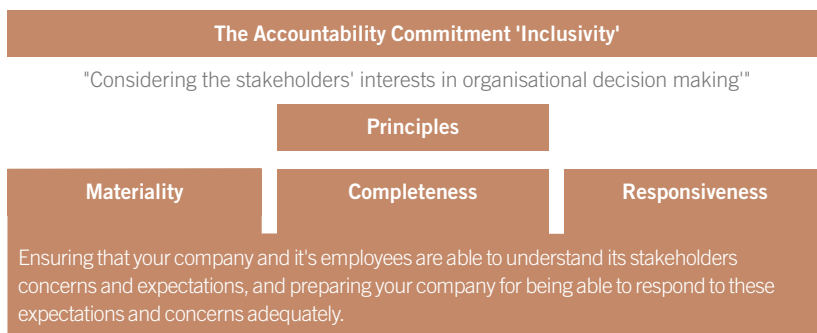 The Accountability Commitment 'Inclusivity'
"Considering the stakeholders' interests in organisational decision making'"
Principles
Materiality Completeness Responsiveness
Ensuring that your company and it's employees are able to understand its stakeholders
concerns and expectations, and preparing your company for being able to respond to these
expectations and concerns adequately.